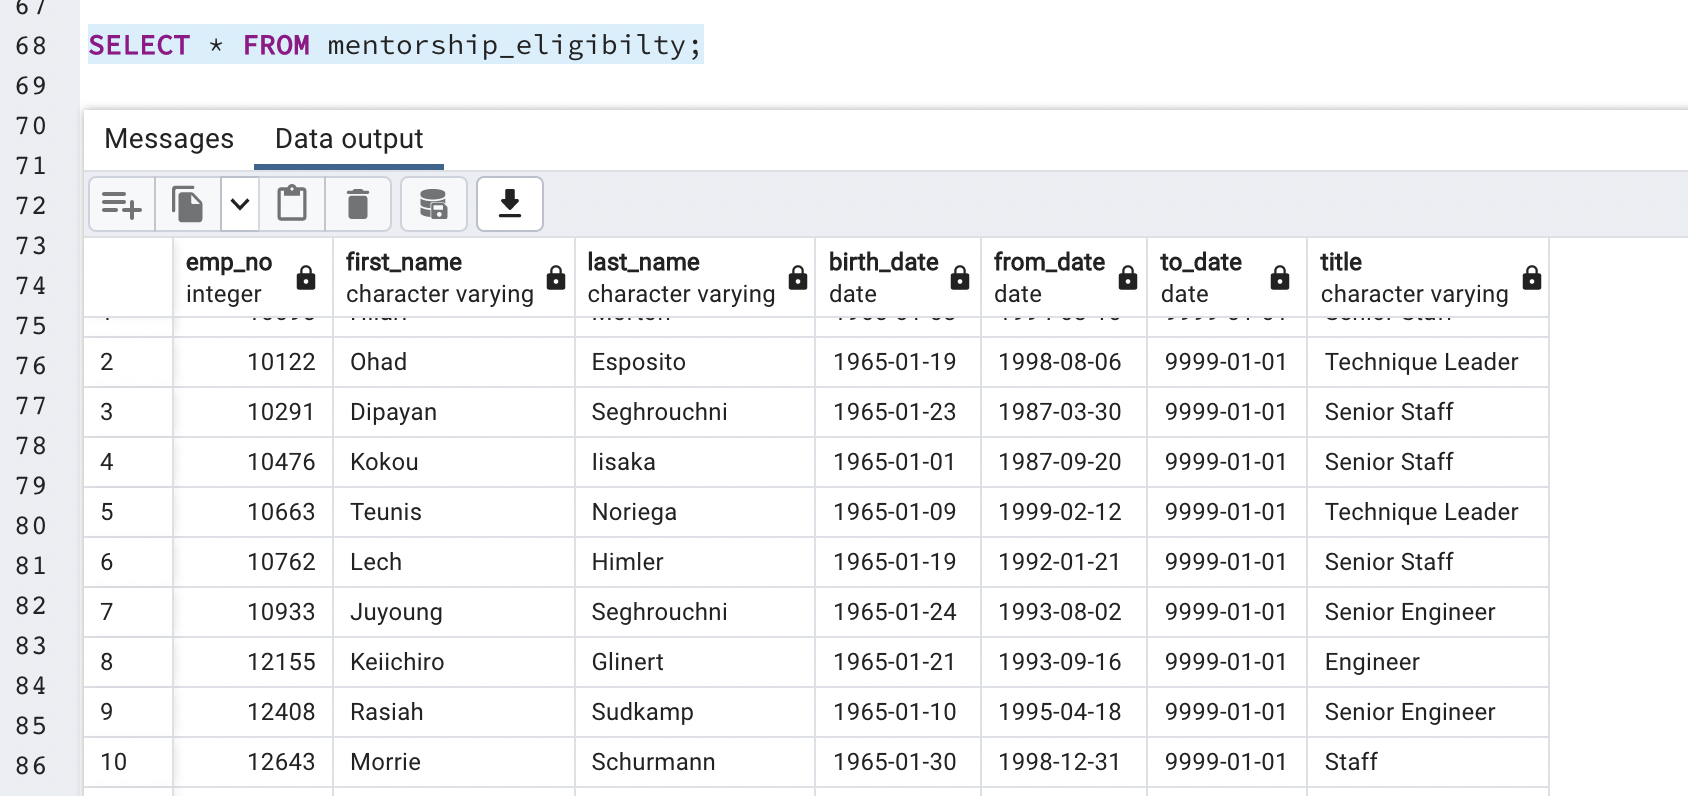 67
68 SELECT * FROM mentorship_eligibilty;
69
70
71
72
73
74
75
76
77
78
79
80
81
82
83
84
85
86
Messages Data output
emp_no first_name last_name birth_date from_date to_date title
integer character varying character varying date date date character varying
2 10122 Ohad Esposito 1965-01-19 1998-08-06 9999-01-01 Technique Leader
3 10291 Dipayan Seghrouchni 1965-01-23 1987-03-30 9999-01-01 Senior Staff
4 10476 Kokou Iisaka 1965-01-01 1987-09-20 9999-01-01 Senior Staff
5 10663 Teunis Noriega 1965-01-09 1999-02-12 9999-01-01 Technique Leader
6 10762 Lech Himler 1965-01-19 1992-01-21 9999-01-01 Senior Staff
7 10933 Juyoung Seghrouchni 1965-01-24 1993-08-02 9999-01-01 Senior Engineer
8 12155 Keiichiro Glinert 1965-01-21 1993-09-16 9999-01-01 Engineer
9 12408 Rasiah Sudkamp 1965-01-10 1995-04-18 9999-01-01 Senior Engineer
10 12643 Morrie Schurmann 1965-01-30 1998-12-31 9999-01-01 Staff